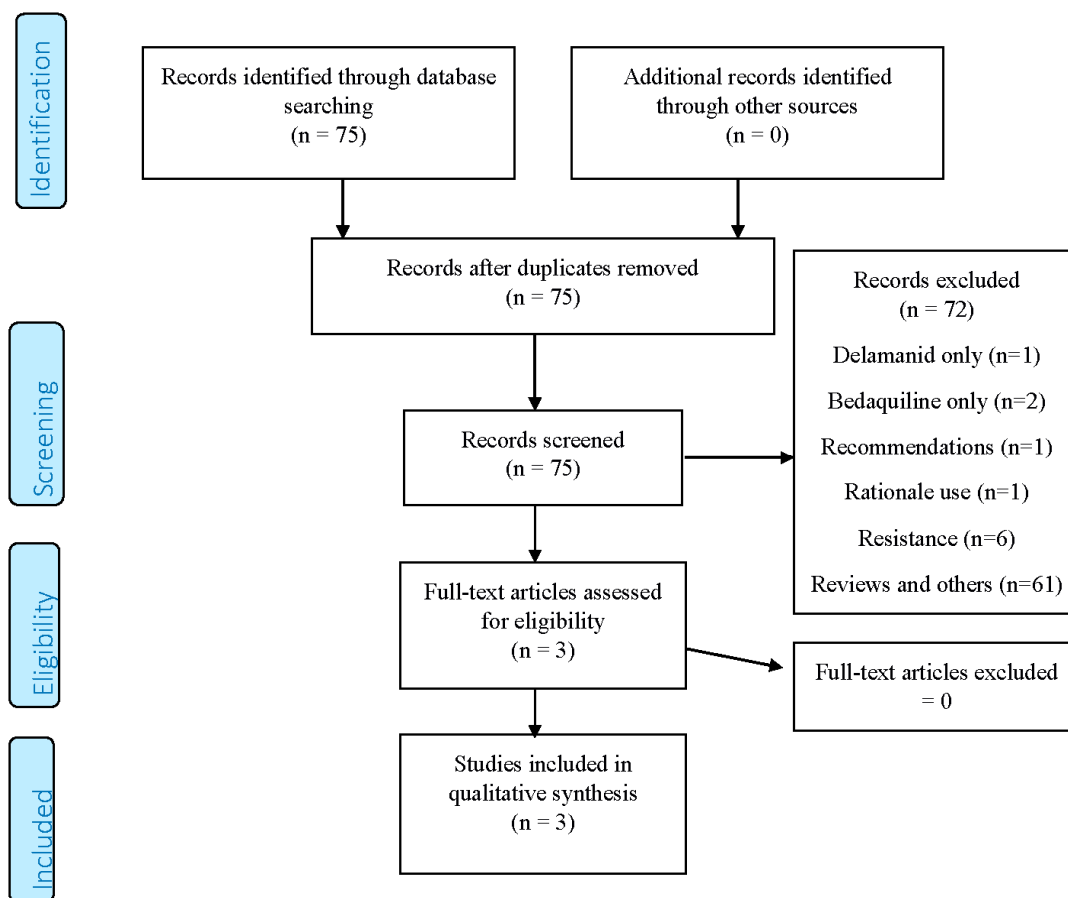 Identification
Records identified through database
searching
(n = 75)
Additional records identified
through other sources
(n = 0)
Records after duplicates removed
(n = 75)
Records excluded
(n = 72)
Delamanid only (n=1)
Bedaquiline only (n=2)
Recommendations (n=1)
Rationale use (n=1)
Resistance (n=6)
Reviews and others (n=61)
Screening
Records screened
(n = 75)
Eligibility
Full-text articles assessed
for eligibility
(n = 3)
Full-text articles excluded
= 0
Included
Studies included in
qualitative synthesis
(n = 3)